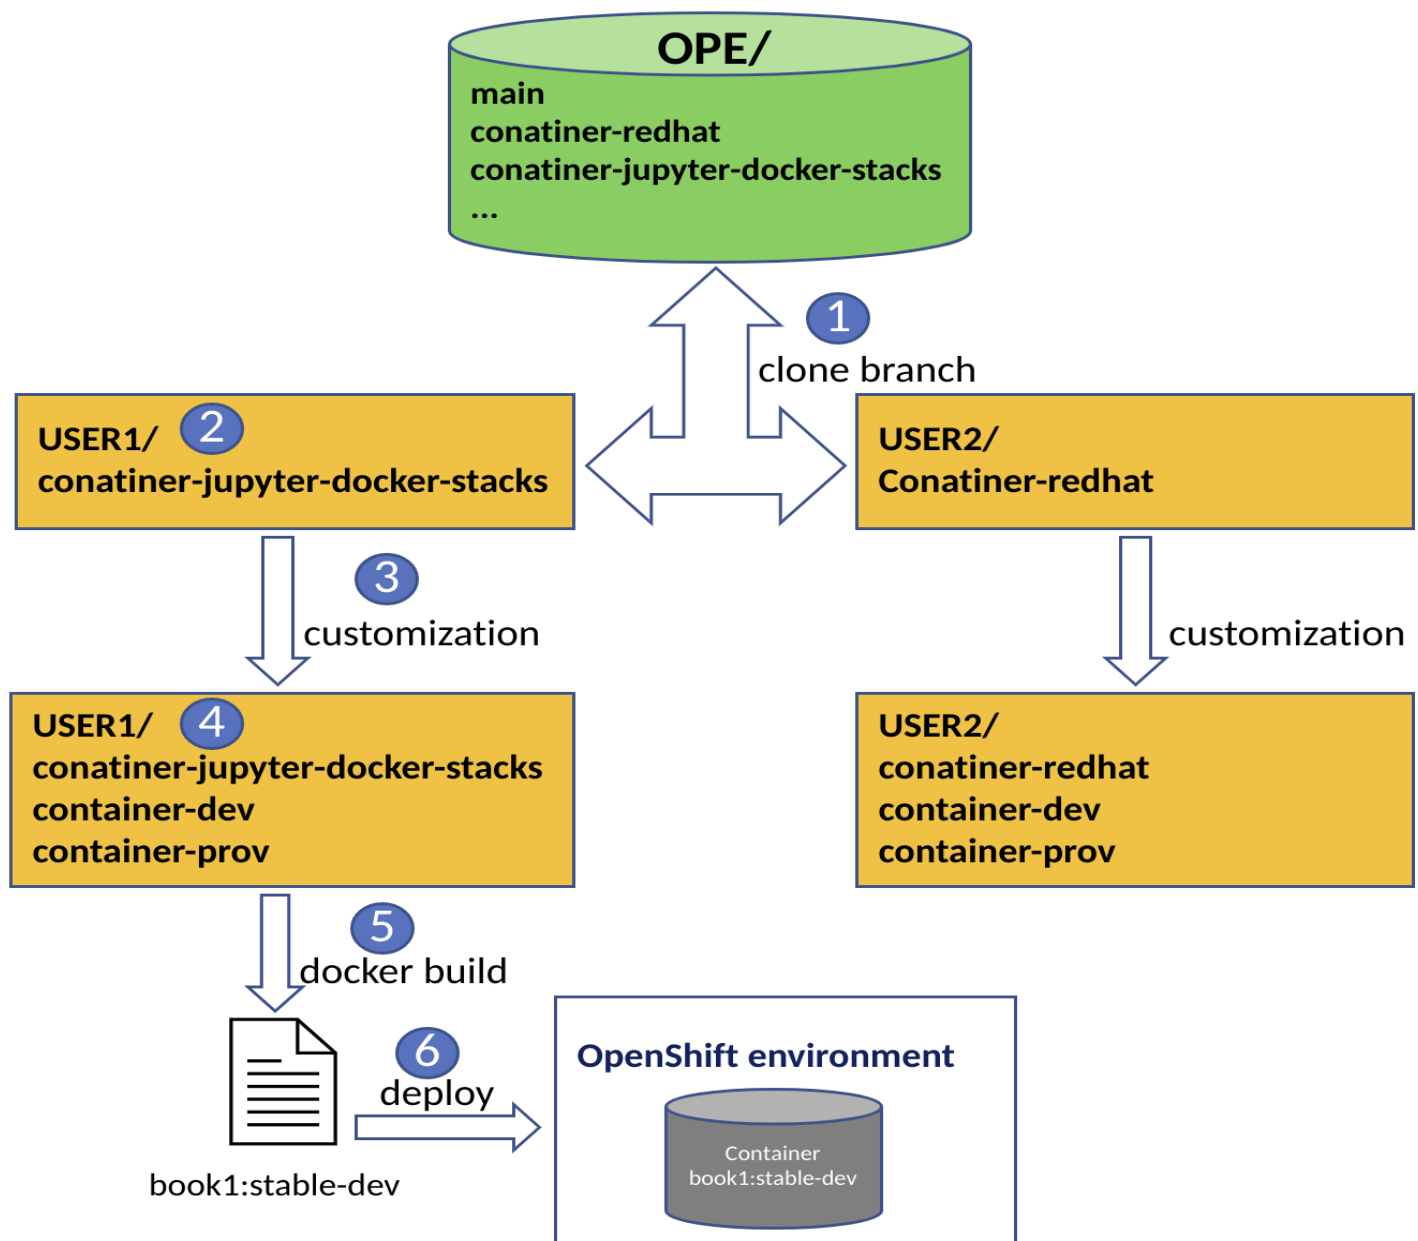 OPE/
main
conatiner-redhat
conatiner-jupyter-docker-stacks
...
1
clone branch
USER1/ 2
conatiner-jupyter-docker-stacks
USER2/
Conatiner-redhat
3
customization
customization
USER1/ 4
conatiner-jupyter-docker-stacks
container-dev
container-prov
USER2/
conatiner-redhat
container-dev
container-prov
5
docker build
6
deploy
book1:stable-dev
OpenShift environment
Container
book1:stable-dev